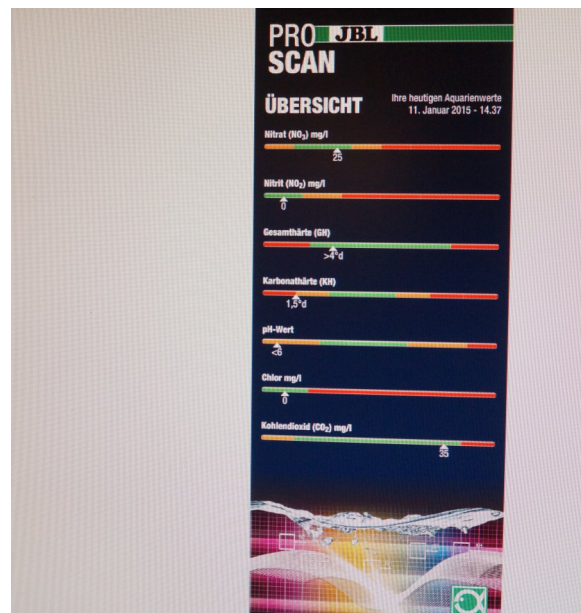 PRO JBL
SCAN
ÜBERSICHT
Ihre heutigen Aquarienwerte
11. Januar 2015 - 14.37
Nitrat (NO₃) mg/l
25
Nitrit (NO₂) mg/l
0
Gesamthärte (GH)
>4°d
Karbonathärte (KH)
1,5°d
pH-Wert
<6
Chlor mg/l
0
Kohlendioxid (CO₂) mg/l
35